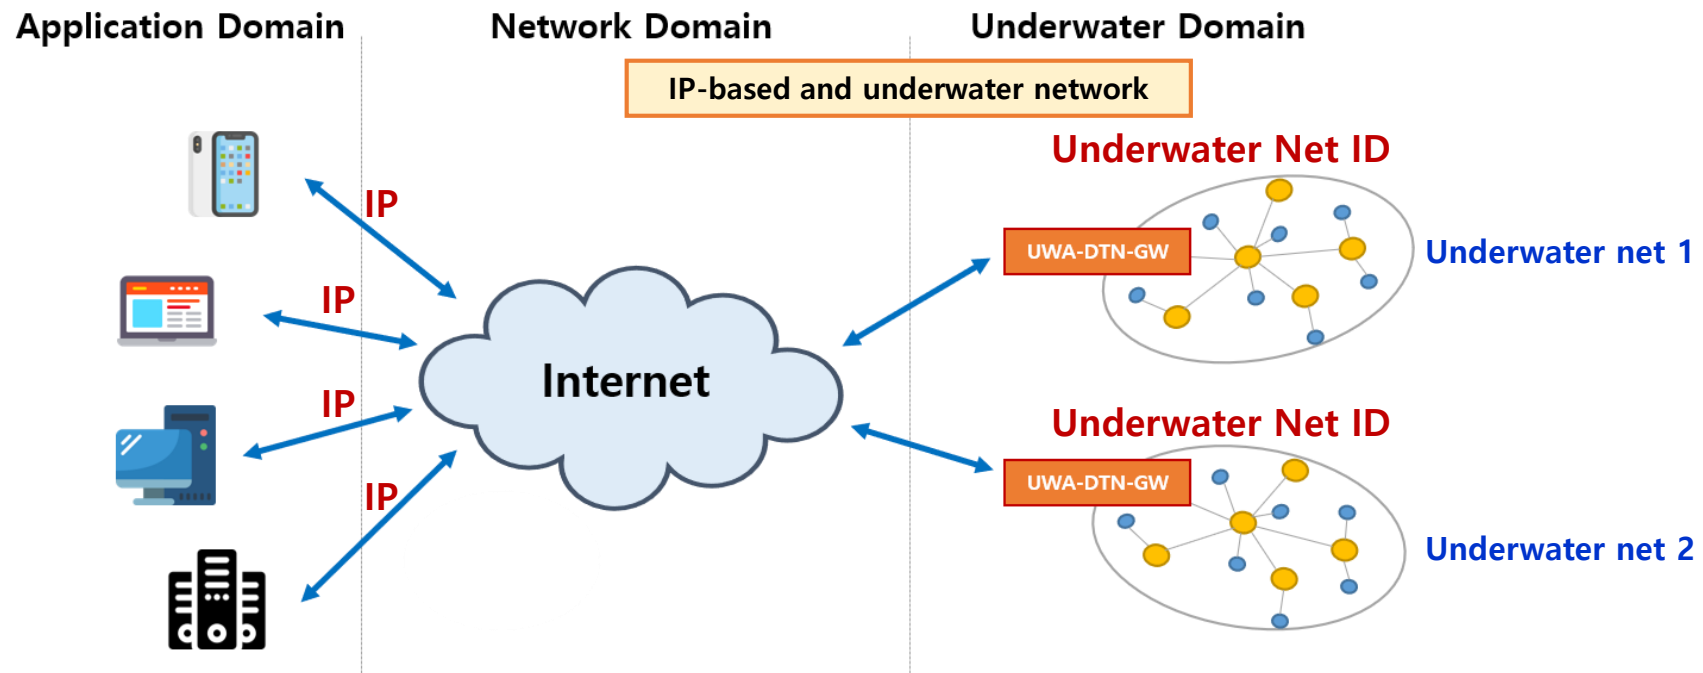 Application Domain
Network Domain
Underwater Domain
IP-based and underwater network
Underwater Net ID
IP
UWA-DTN-GW
Underwater net 1
IP
Internet
IP
Underwater Net ID
UWA-DTN-GW
IP
Underwater net 2